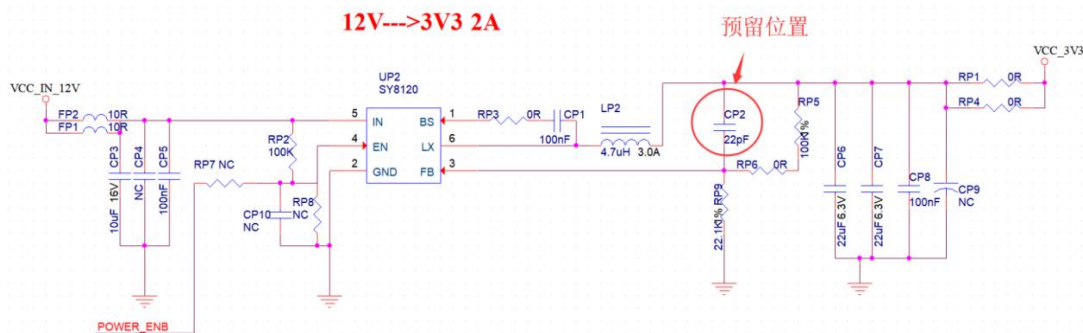 12V--->3V3 2A
预留位置
VCC_IN_12V
VCC_3V3
UP2
SY8120
FP2 10R
FP1 10R
5 IN BS 1
4 EN LX 6
2 GND FB 3
RP3 0R
CP1
100nF
LP2
4.7uH 3.0A
CP2
22pF
RP5
100K1%
RP1 0R
RP4 0R
RP2
100K
RP7 NC
CP3
10uF 16V
CP4
NC
CP5
100nF
CP10
NC
RP8
NC
RP6 0R
RP9
22.1K1%
CP6
22uF 6.3V
CP7
22uF 6.3V
CP8
100nF
CP9
NC
POWER_ENB